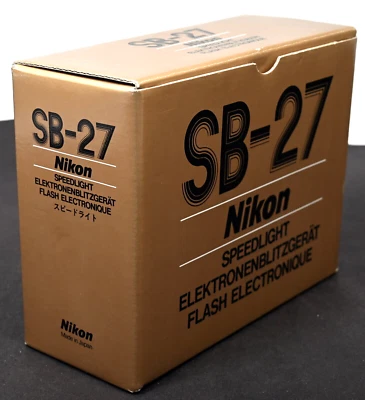 SB-27
SB-27
Nikon
SPEEDLIGHT
ELEKTRONENBLITZGERÄT
FLASH ELECTRONIQUE
スピードライト
Nikon
Made in Japan
SB-27
Nikon
SPEEDLIGHT
ELEKTRONENBLITZGERÄT
FLASH ELECTRONIQUE